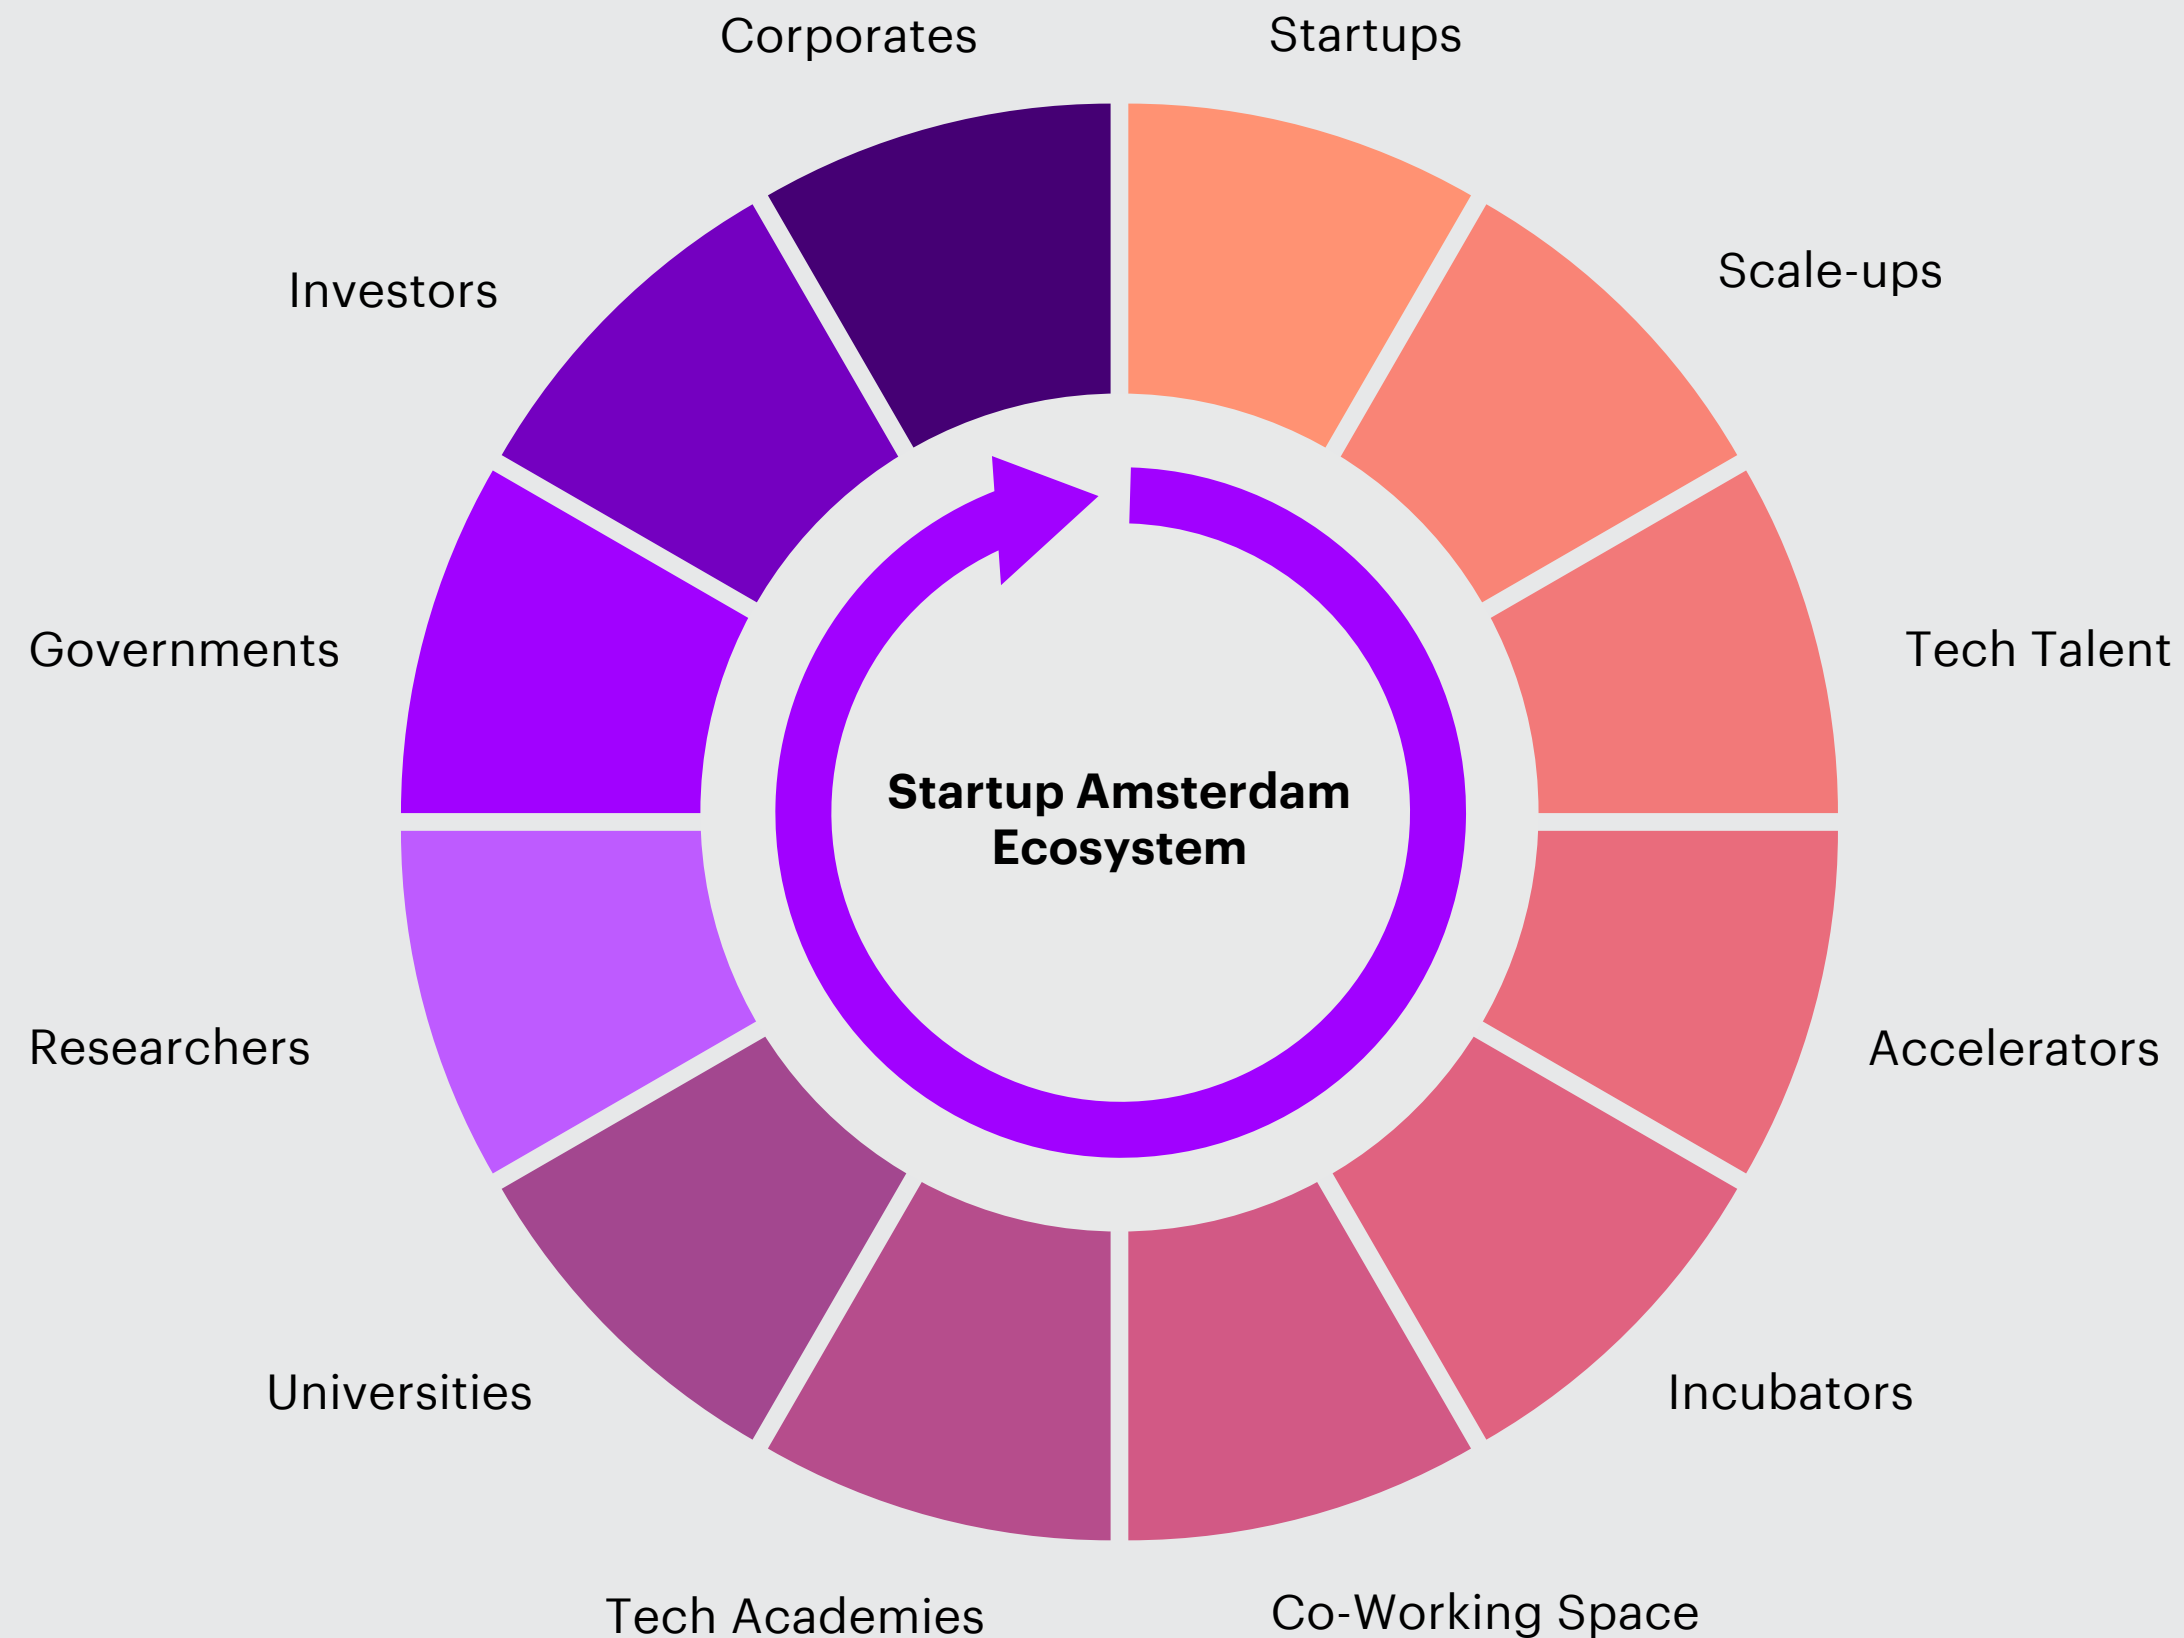 Corporates
Startups
Investors
Scale-ups
Governments
Tech Talent
Startup Amsterdam
Ecosystem
Researchers
Accelerators
Universities
Incubators
Tech Academies
Co-Working Space